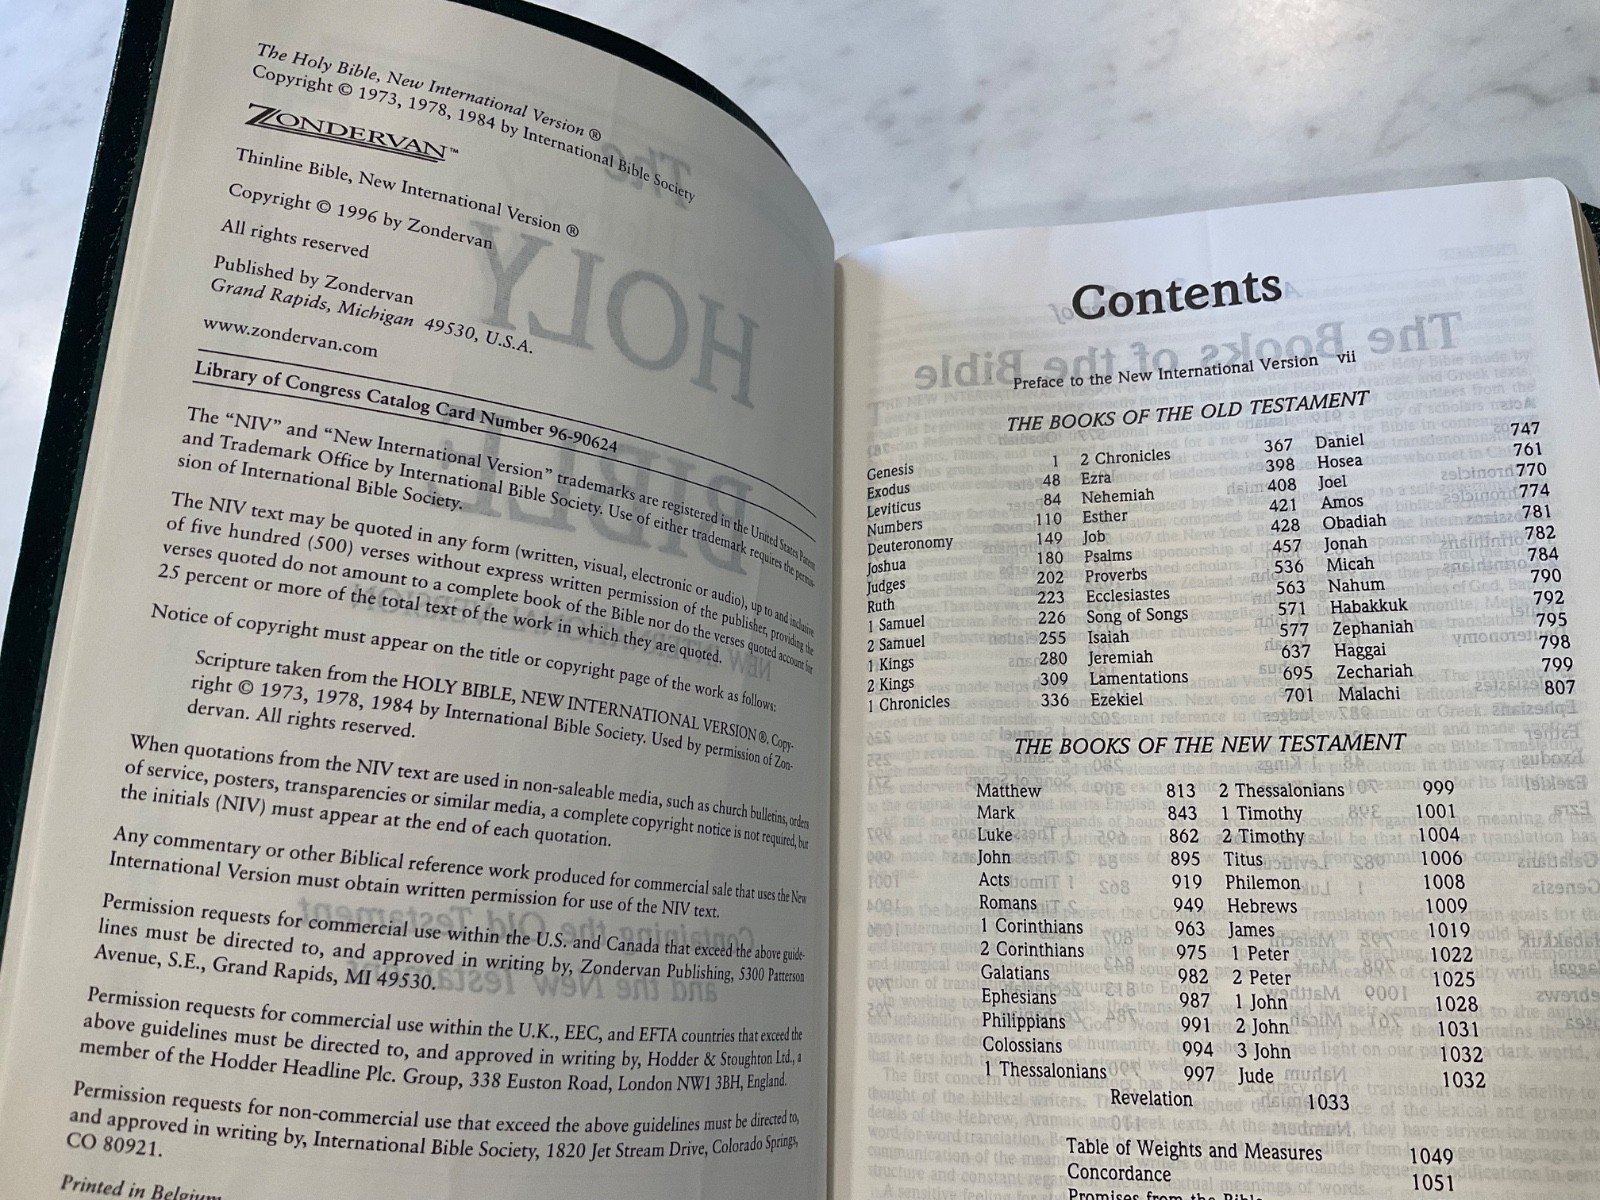 The Holy Bible, New International Version ®
Copyright © 1973, 1978, 1984 by International Bible Society
ZONDERVAN™
Thinline Bible, New International Version ®
Copyright © 1996 by Zondervan
All rights reserved
Published by Zondervan
Grand Rapids, Michigan 49530, U.S.A.
www.zondervan.com
Library of Congress Catalog Card Number 96-90624
The “NIV” and “New International Version” trademarks are registered in the United States Patent
and Trademark Office by International Bible Society. Use of either trademark requires the permis-
sion of International Bible Society.
The NIV text may be quoted in any form (written, visual, electronic or audio), up to and inclusive
of five hundred (500) verses without express written permission of the publisher, providing the
verses quoted do not amount to a complete book of the Bible nor do the verses quoted account for
25 percent or more of the total text of the work in which they are quoted.
Notice of copyright must appear on the title or copyright page of the work as follows:
Scripture taken from the HOLY BIBLE, NEW INTERNATIONAL VERSION®. Copy-
right © 1973, 1978, 1984 by International Bible Society. Used by permission of Zon-
dervan. All rights reserved.
When quotations from the NIV text are used in non-saleable media, such as church bulletins, orders
of service, posters, transparencies or similar media, a complete copyright notice is not required, but
the initials (NIV) must appear at the end of each quotation.
Any commentary or other Biblical reference work produced for commercial sale that uses the New
International Version must obtain written permission for use of the NIV text.
Permission requests for commercial use within the U.S. and Canada that exceed the above guide-
lines must be directed to, and approved in writing by, Zondervan Publishing, 5300 Patterson
Avenue, S.E., Grand Rapids, MI 49530.
Permission requests for commercial use within the U.K., EEC, and EFTA countries that exceed the
above guidelines must be directed to, and approved in writing by, Hodder & Stoughton Ltd., a
member of the Hodder Headline Plc. Group, 338 Euston Road, London NW1 3BH, England.
Permission requests for non-commercial use that exceed the above guidelines must be directed to,
and approved in writing by, International Bible Society, 1820 Jet Stream Drive, Colorado Springs,
CO 80921.
Printed in Belgium
Contents
Preface to the New International Version vii
THE BOOKS OF THE OLD TESTAMENT
Genesis 1 2 Chronicles 367 Daniel 747
Exodus 48 Ezra 398 Hosea 761
Leviticus 84 Nehemiah 408 Joel 770
Numbers 110 Esther 421 Amos 774
Deuteronomy 149 Job 428 Obadiah 781
Joshua 180 Psalms 457 Jonah 782
Judges 202 Proverbs 536 Micah 784
Ruth 223 Ecclesiastes 563 Nahum 790
1 Samuel 226 Song of Songs 571 Habakkuk 792
2 Samuel 255 Isaiah 577 Zephaniah 795
1 Kings 280 Jeremiah 637 Haggai 798
2 Kings 309 Lamentations 695 Zechariah 799
1 Chronicles 336 Ezekiel 701 Malachi 807
THE BOOKS OF THE NEW TESTAMENT
Matthew 813 2 Thessalonians 999
Mark 843 1 Timothy 1001
Luke 862 2 Timothy 1004
John 895 Titus 1006
Acts 919 Philemon 1008
Romans 949 Hebrews 1009
1 Corinthians 963 James 1019
2 Corinthians 975 1 Peter 1022
Galatians 982 2 Peter 1025
Ephesians 987 1 John 1028
Philippians 991 2 John 1031
Colossians 994 3 John 1032
1 Thessalonians 997 Jude 1032
Revelation 1033
Table of Weights and Measures 1049
Concordance 1051
Promises from the Bible